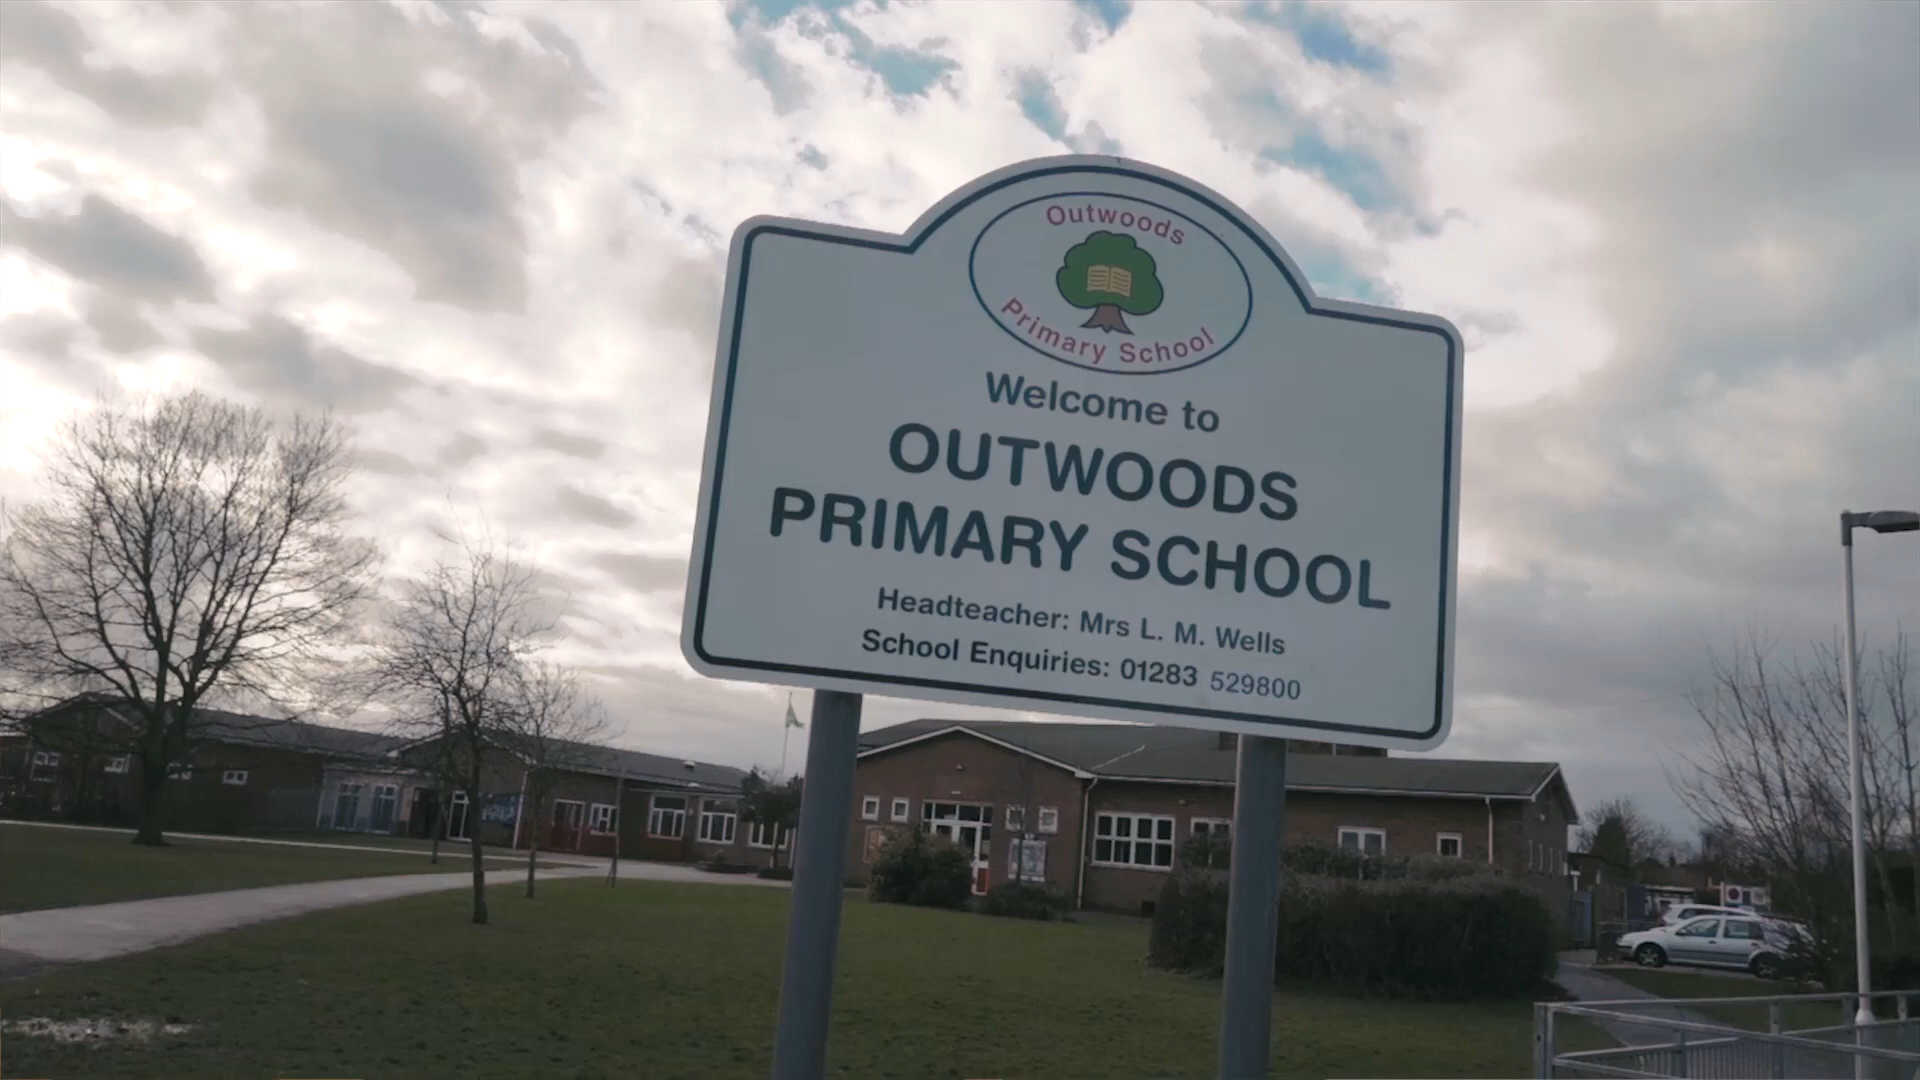 Outwoods
Primary School
Welcome to
OUTWOODS
PRIMARY SCHOOL
Headteacher: Mrs L. M. Wells
School Enquiries: 01283 529800